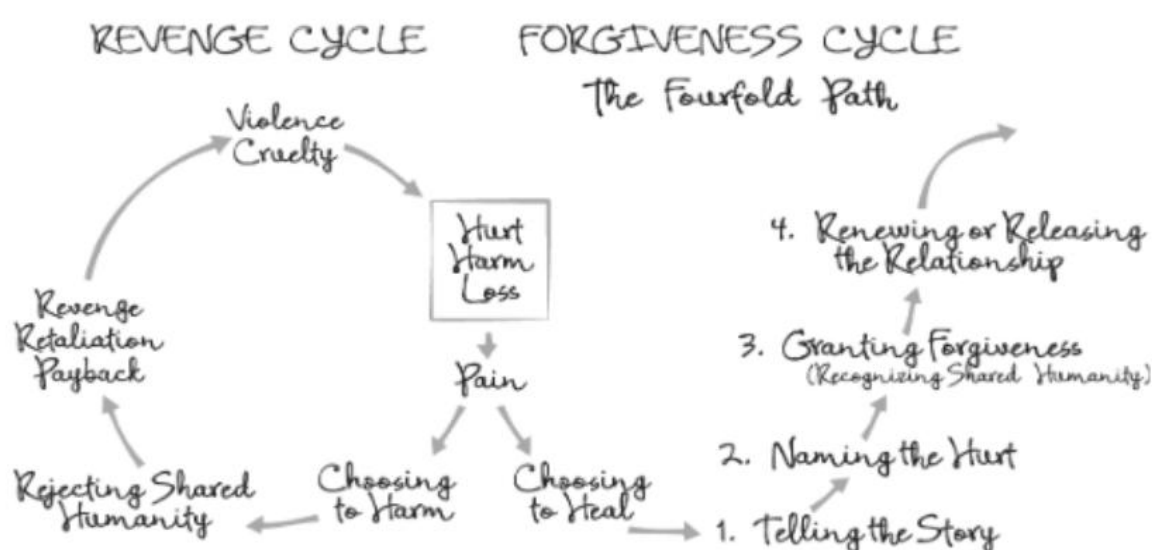 REVENGE CYCLE
FORGIVENESS CYCLE
The Fourfold Path
Violence
Cruelty
Hurt
Harm
Loss
Pain
Choosing
to Harm
Rejecting Shared
Humanity
Revenge
Retaliation
Payback
Choosing
to Heal
1. Telling the Story
2. Naming the Hurt
3. Granting Forgiveness
(Recognizing Shared Humanity)
4. Renewing or Releasing
the Relationship